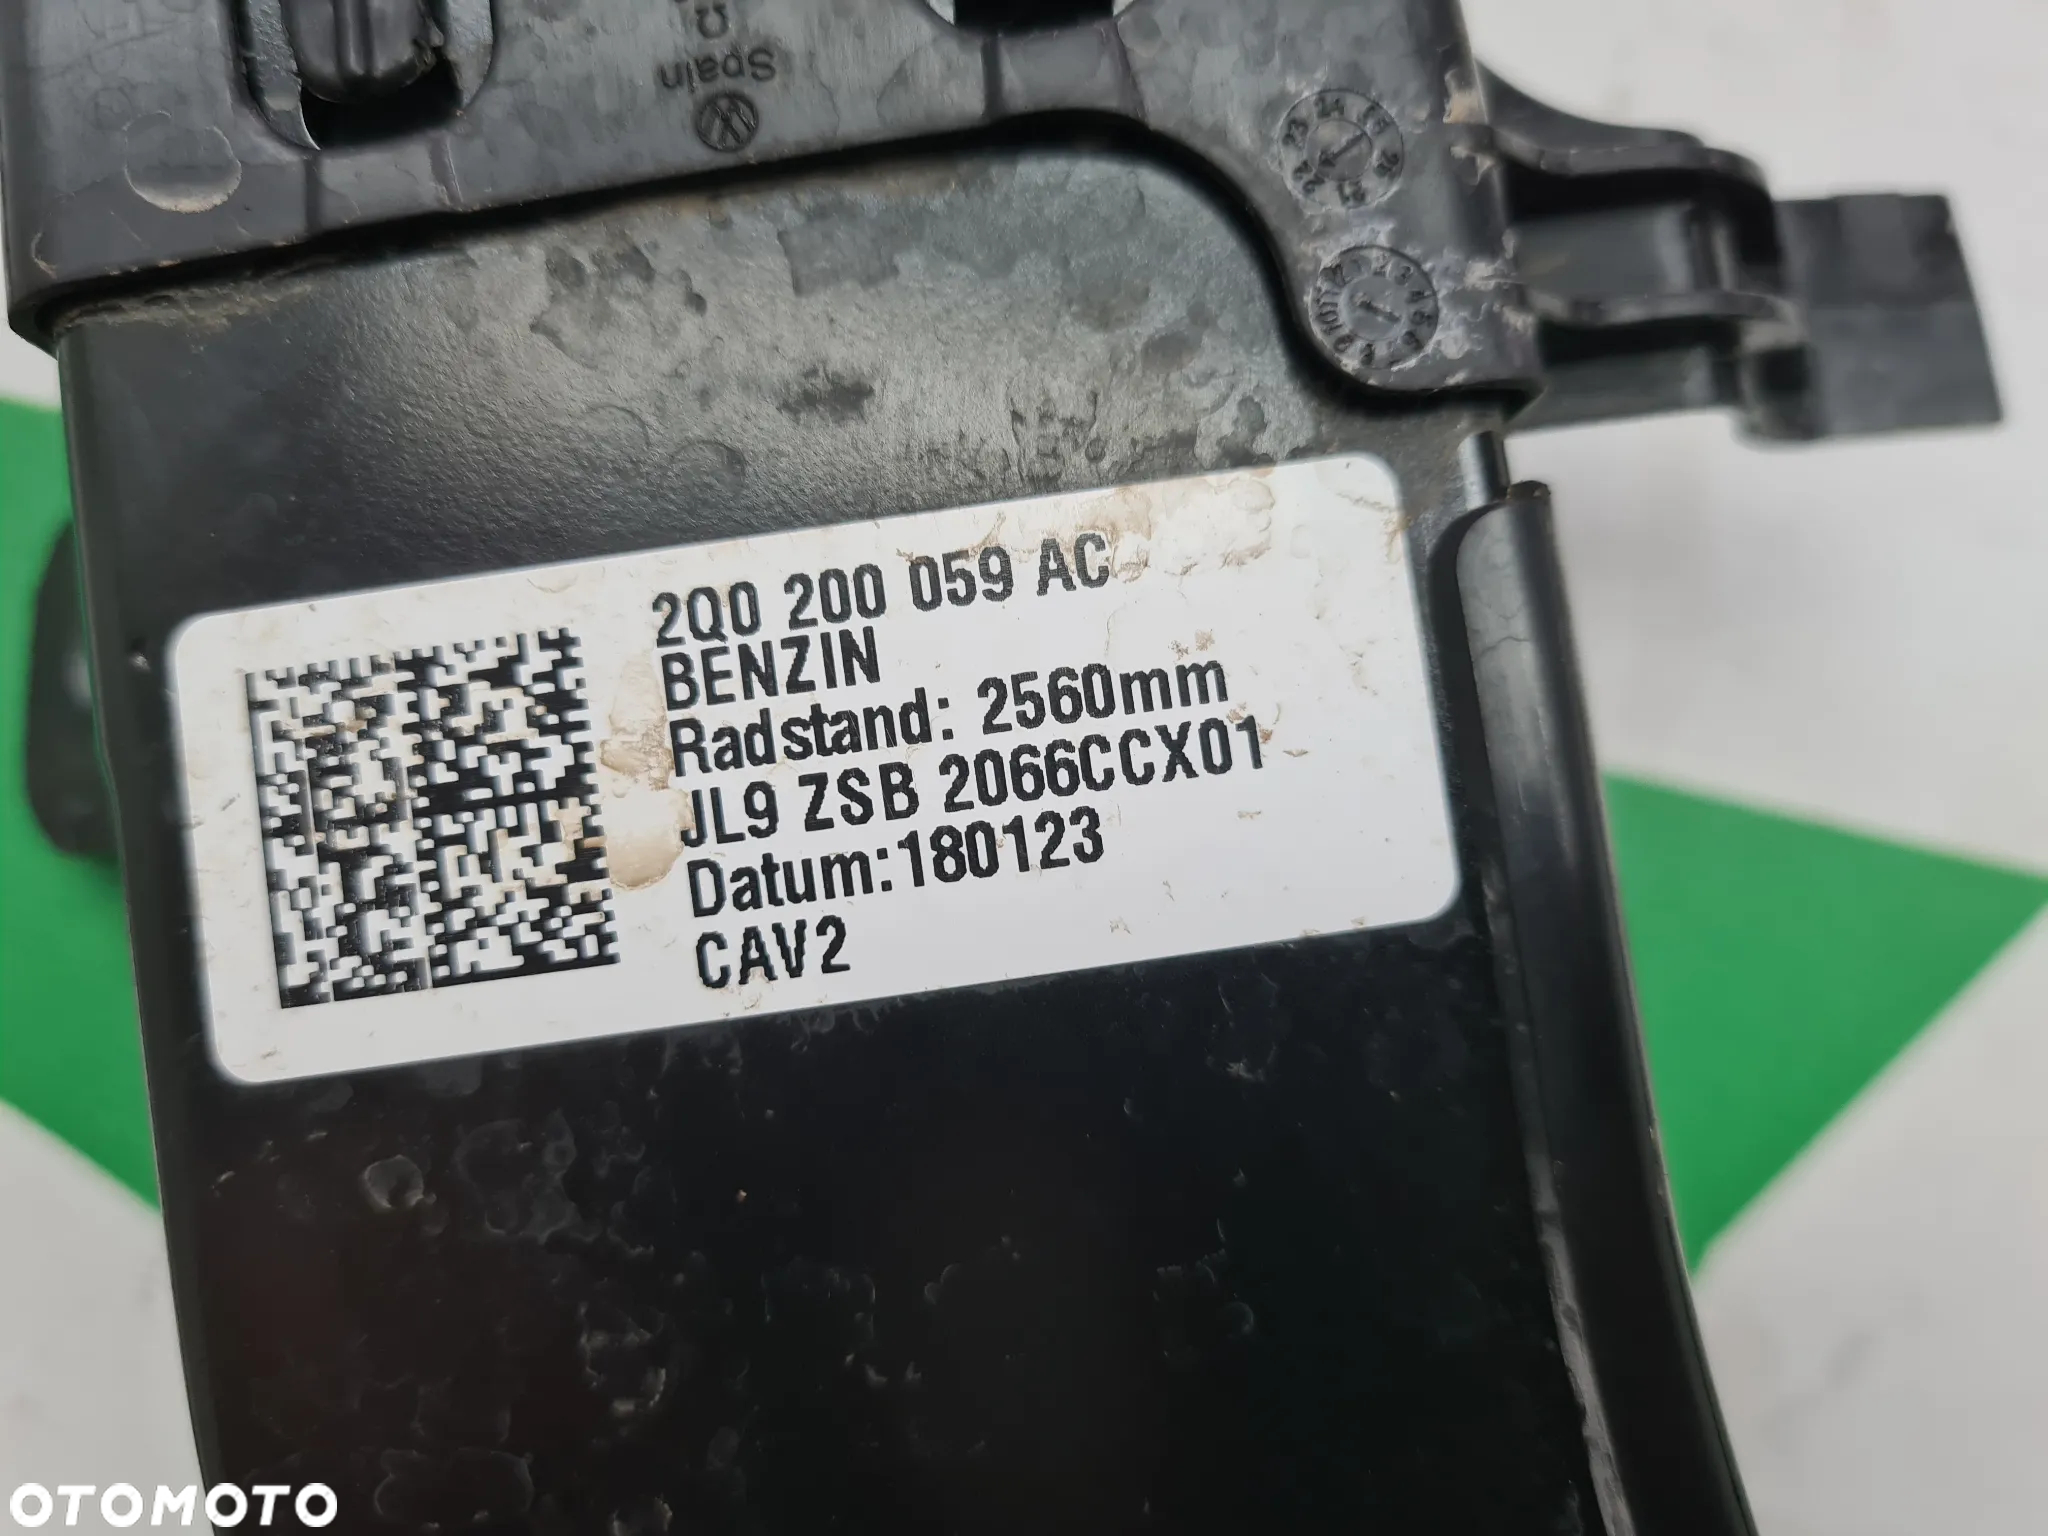 Spain
2Q0 200 059 AC
BENZIN
Radstand: 2560mm
JL9 ZSB 2066CCX01
Datum:180123
CAV2
OTOMOTO